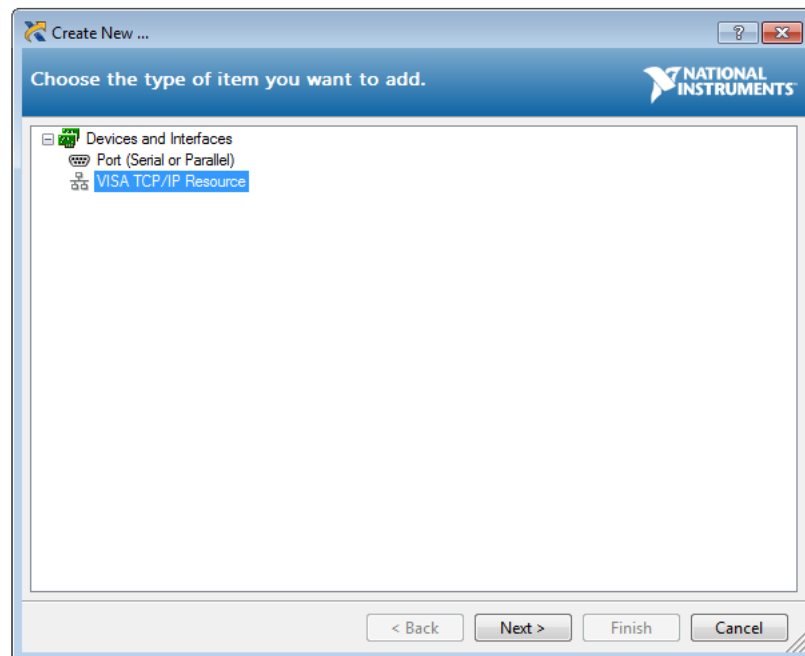 Create New ...
Choose the type of item you want to add.
NATIONAL
INSTRUMENTS
Devices and Interfaces
Port (Serial or Parallel)
VISA TCP/IP Resource
< Back Next > Finish Cancel